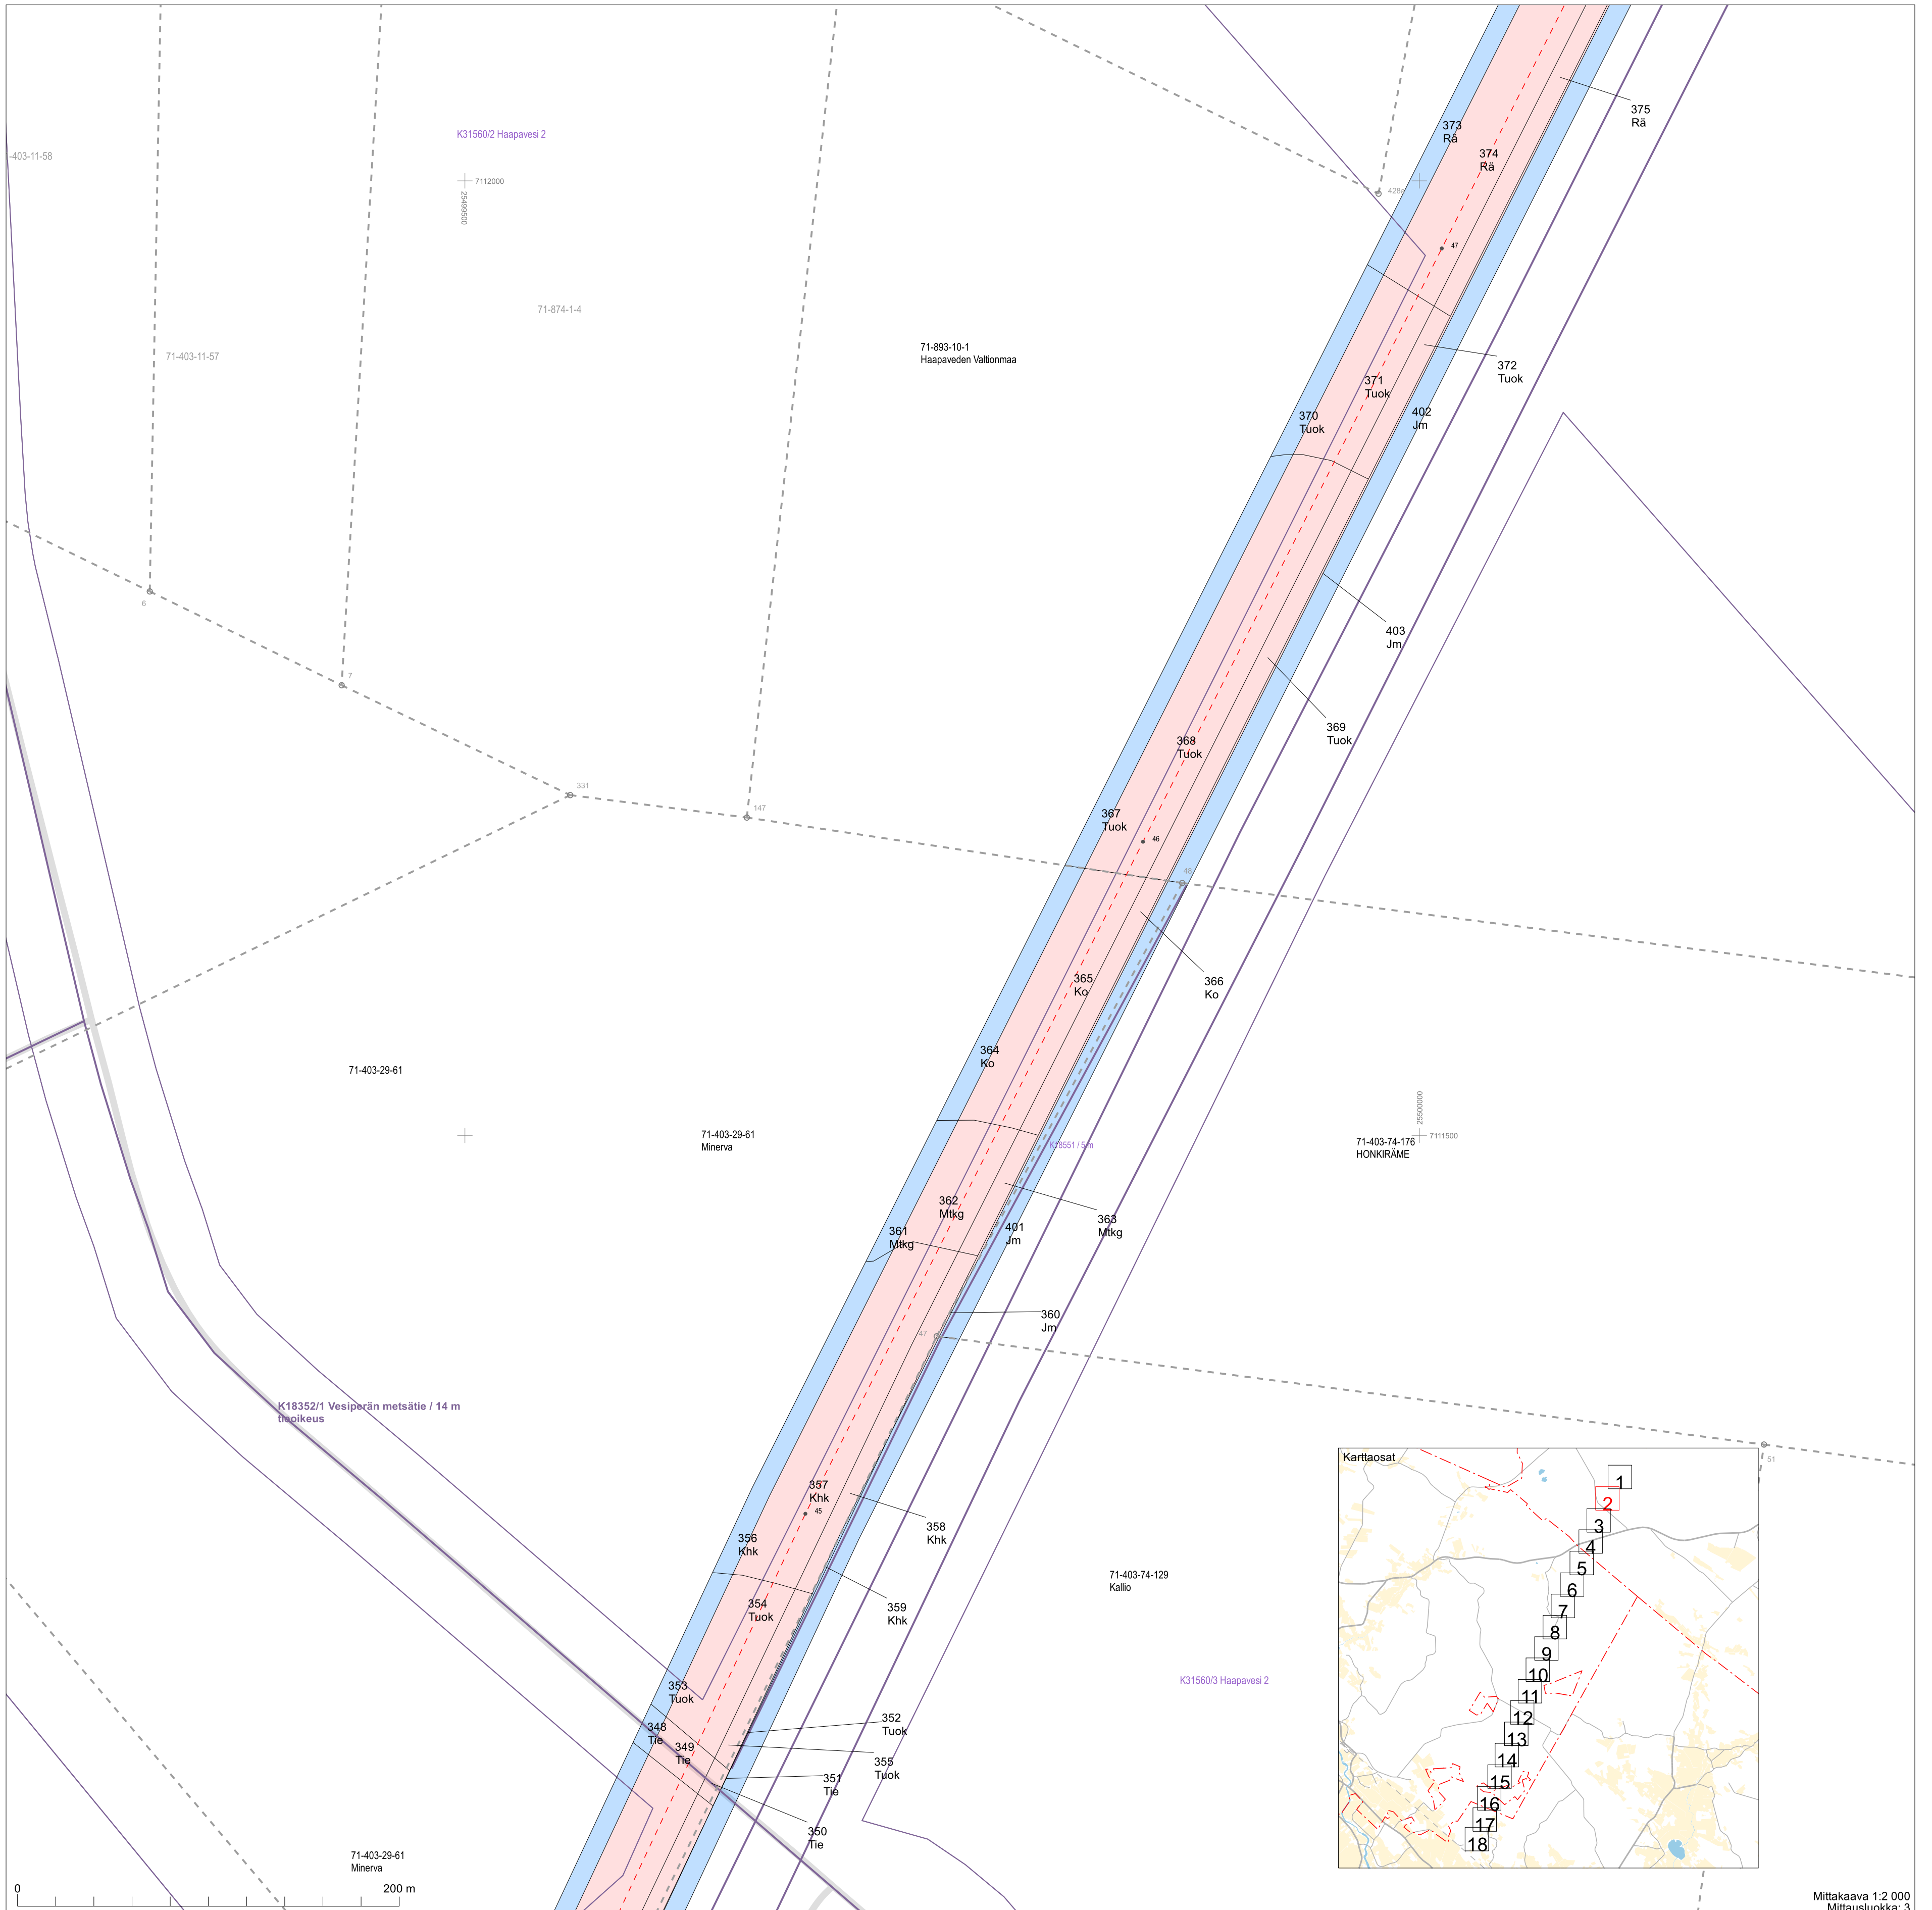 375
Rä
373
Rä
K31560/2 Haapavesi 2
-403-11-58
374
Rä
7112000
25499500
428
47
71-874-1-4
71-893-10-1
Haapaveden Valtionmaa
71-403-11-57
372
Tuok
371
Tuok
402
Jm
370
Tuok
6
403
Jm
7
369
Tuok
368
Tuok
331
147
367
Tuok
46
48
365
Ko
366
Ko
364
Ko
71-403-29-61
25500000
71-403-29-61
Minerva
7111500
71-403-74-176
HONKIRÄME
K18551 / 5 m
362
Mtkg
363
Mtkg
361
Mtkg
401
Jm
360
Jm
47
K18352/1 Vesiperän metsätie / 14 m
tieoikeus
51
Karttaosat
1
2
3
4
5
6
7
8
9
10
11
12
13
14
15
16
17
18
357
Khk
45
358
Khk
356
Khk
71-403-74-129
Kallio
354
Tuok
359
Khk
K31560/3 Haapavesi 2
353
Tuok
352
Tuok
348
Tie
349
Tie
355
Tuok
351
Tie
350
Tie
71-403-29-61
Minerva
0
200 m
Mittakaava 1:2 000
Mittausluokka: 3